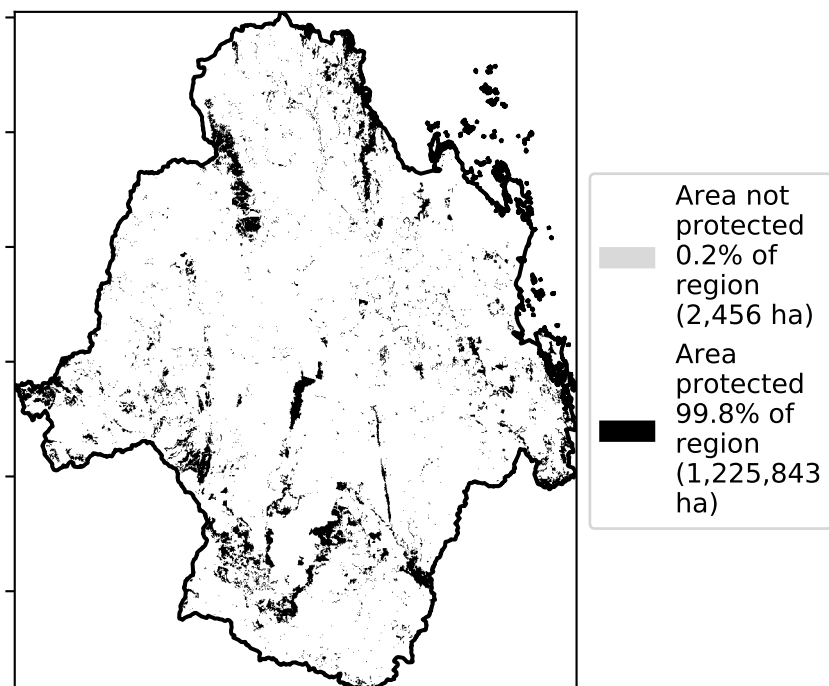 Area not
protected
0.2% of
region
(2,456 ha)
Area
protected
99.8% of
region
(1,225,843
ha)